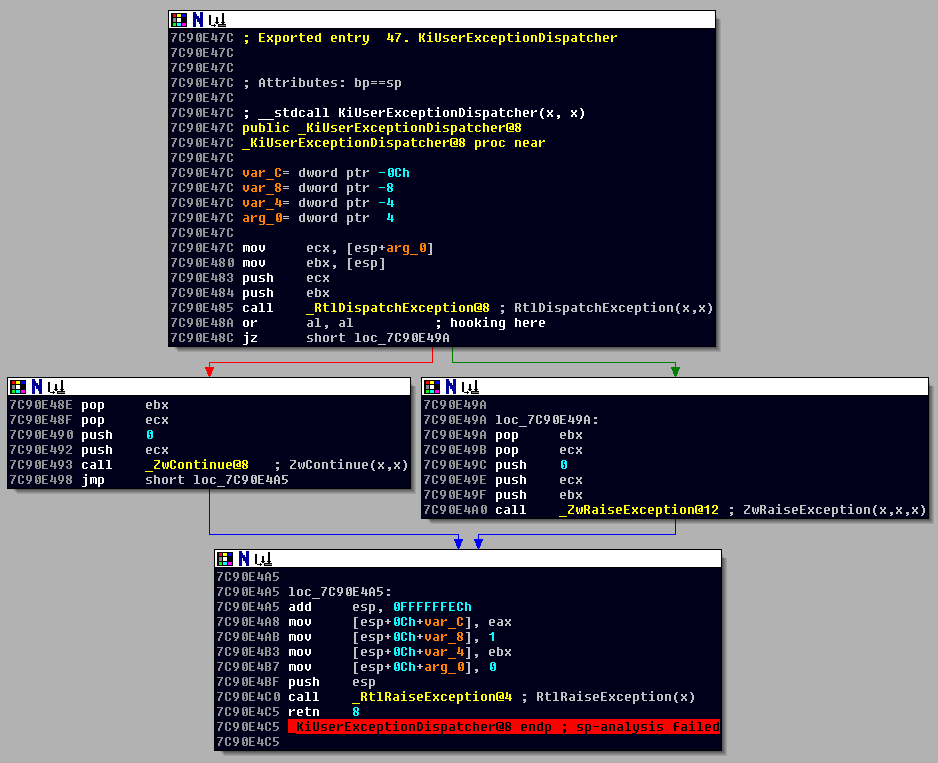 7C90E47C ; Exported entry  47. KiUserExceptionDispatcher
7C90E47C
7C90E47C
7C90E47C ; Attributes: bp==sp
7C90E47C
7C90E47C ; __stdcall KiUserExceptionDispatcher(x, x)
7C90E47C public _KiUserExceptionDispatcher@8
7C90E47C _KiUserExceptionDispatcher@8 proc near
7C90E47C
7C90E47C var_C= dword ptr -0Ch
7C90E47C var_8= dword ptr -8
7C90E47C var_4= dword ptr -4
7C90E47C arg_0= dword ptr  4
7C90E47C
7C90E47C mov     ecx, [esp+arg_0]
7C90E480 mov     ebx, [esp]
7C90E483 push    ecx
7C90E484 push    ebx
7C90E485 call    _RtlDispatchException@8 ; RtlDispatchException(x,x)
7C90E48A or      al, al          ; hooking here
7C90E48C jz      short loc_7C90E49A
7C90E48E pop     ebx
7C90E48F pop     ecx
7C90E490 push    0
7C90E492 push    ecx
7C90E493 call    _ZwContinue@8   ; ZwContinue(x,x)
7C90E498 jmp     short loc_7C90E4A5
7C90E49A
7C90E49A loc_7C90E49A:
7C90E49A pop     ebx
7C90E49B pop     ecx
7C90E49C push    0
7C90E49E push    ecx
7C90E49F push    ebx
7C90E4A0 call    _ZwRaiseException@12 ; ZwRaiseException(x,x,x)
7C90E4A5
7C90E4A5 loc_7C90E4A5:
7C90E4A5 add     esp, 0FFFFFFECh
7C90E4A8 mov     [esp+0Ch+var_C], eax
7C90E4AB mov     [esp+0Ch+var_8], 1
7C90E4B3 mov     [esp+0Ch+var_4], ebx
7C90E4B7 mov     [esp+0Ch+arg_0], 0
7C90E4BF push    esp
7C90E4C0 call    _RtlRaiseException@4 ; RtlRaiseException(x)
7C90E4C5 retn    8
7C90E4C5 _KiUserExceptionDispatcher@8 endp ; sp-analysis failed
7C90E4C5